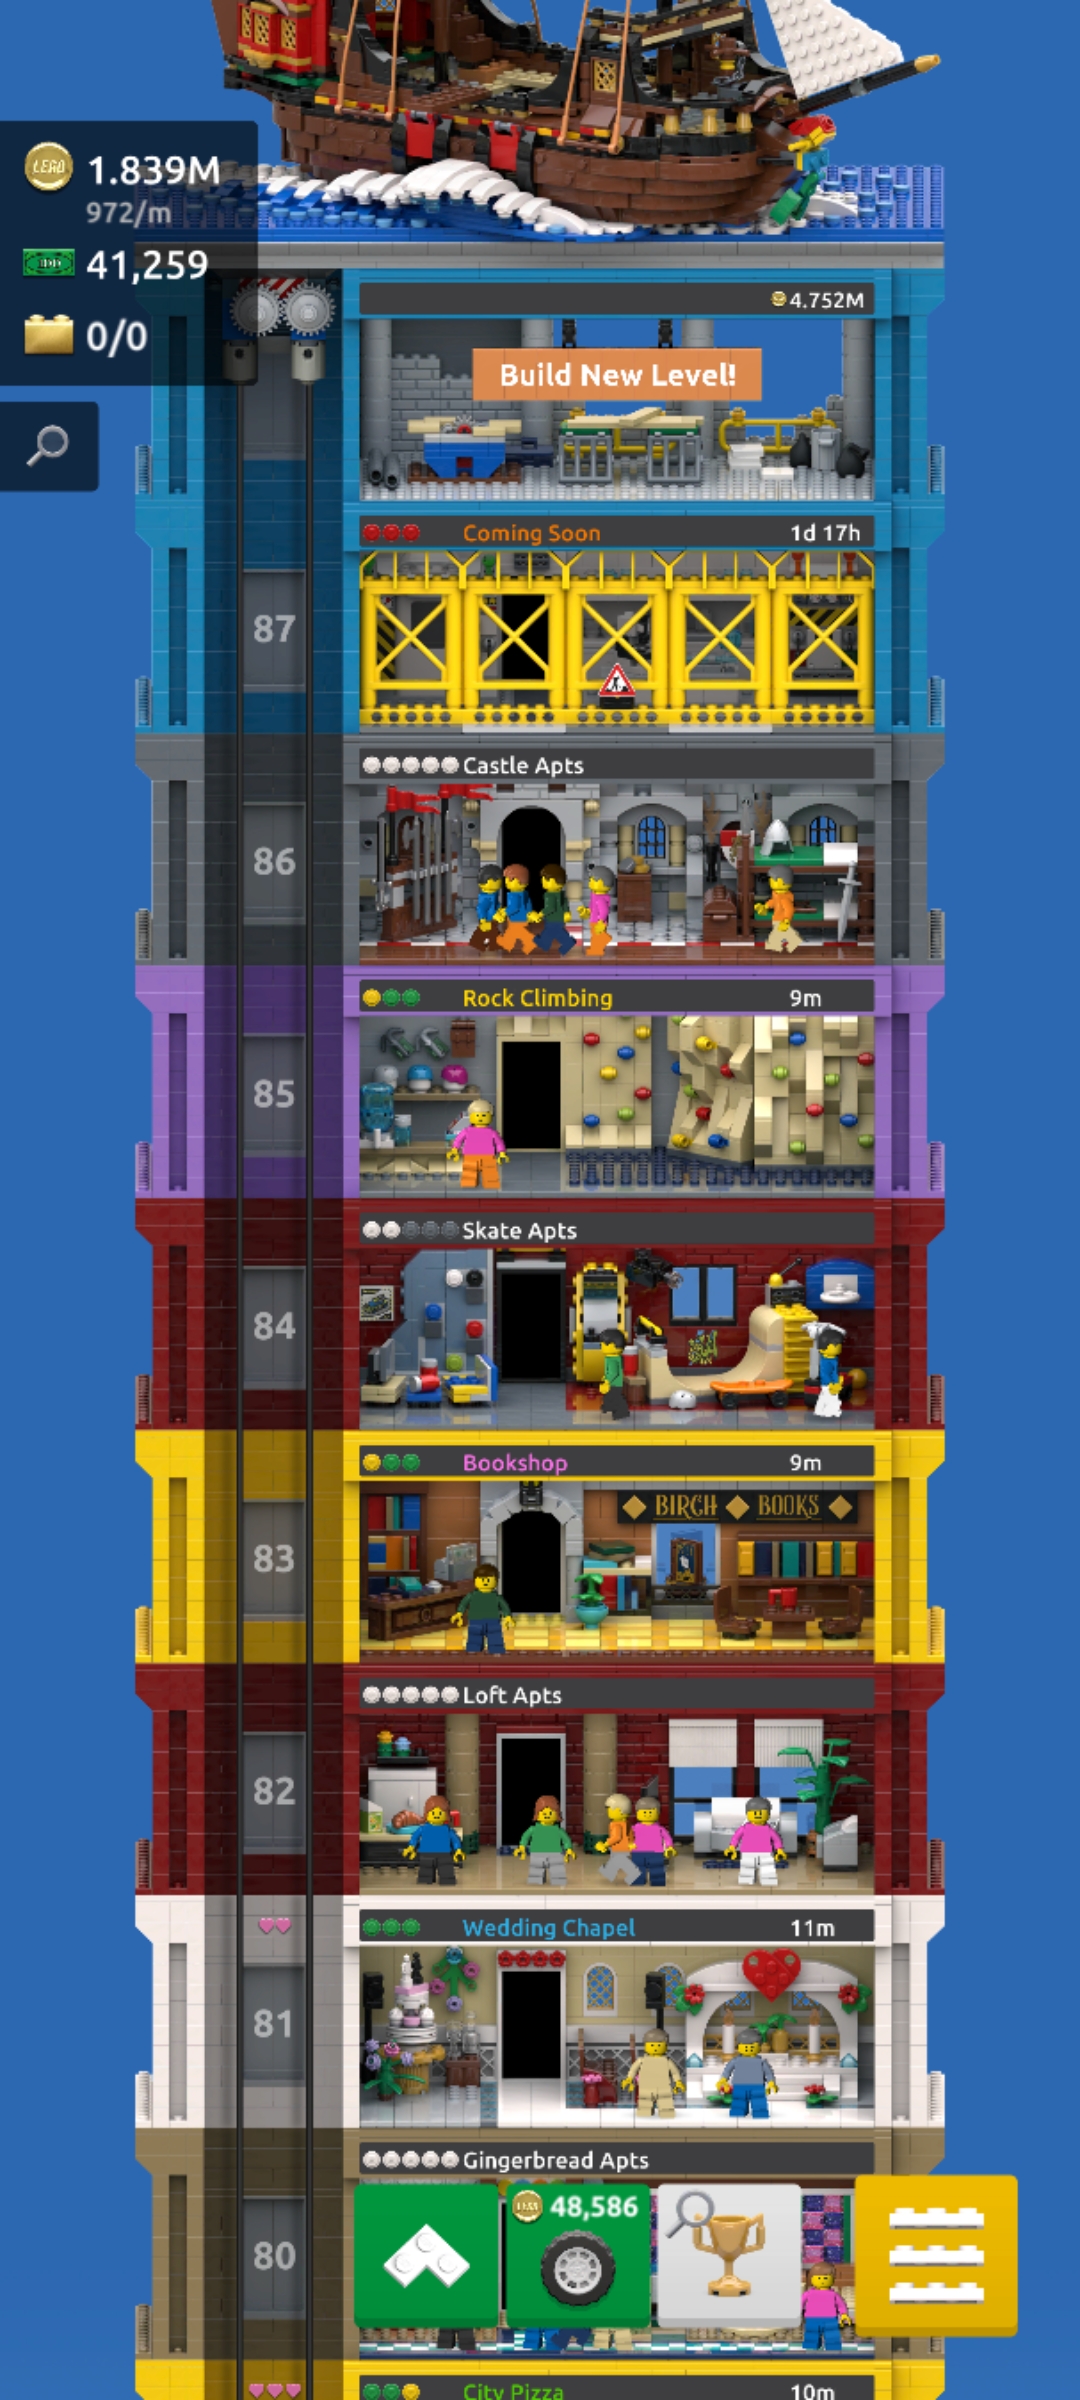 LEGO 1.839M
972/m
41,259
0/0
4.752M
Build New Level!
Coming Soon 1d 17h
87
Castle Apts
86
Rock Climbing 9m
85
Skate Apts
84
Bookshop 9m
BIRCH BOOKS
83
Loft Apts
82
Wedding Chapel 11m
81
Gingerbread Apts
48,586
80
City Pizza 10m